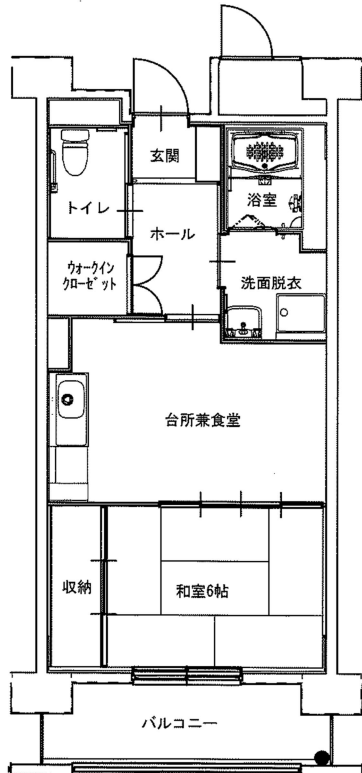 玄関
浴室
トイレ
ホール
ウォークイン
クローゼット
洗面脱衣
台所兼食堂
収納
和室6帖
バルコニー